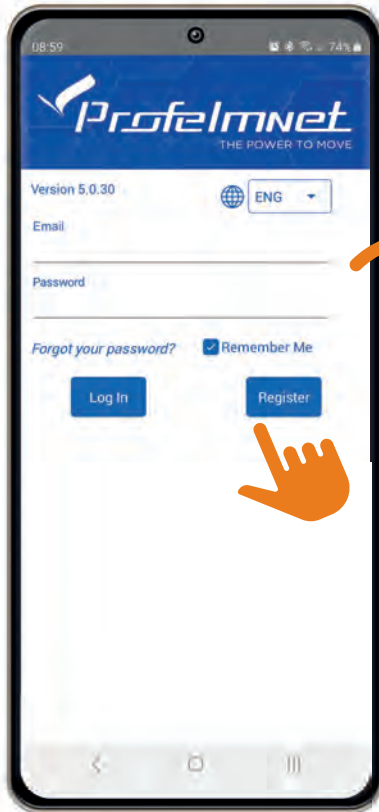 08:59 74%
Profelmnet
THE POWER TO MOVE
Version 5.0.30 ENG
Email
Password
Forgot your password? Remember Me
Log In Register